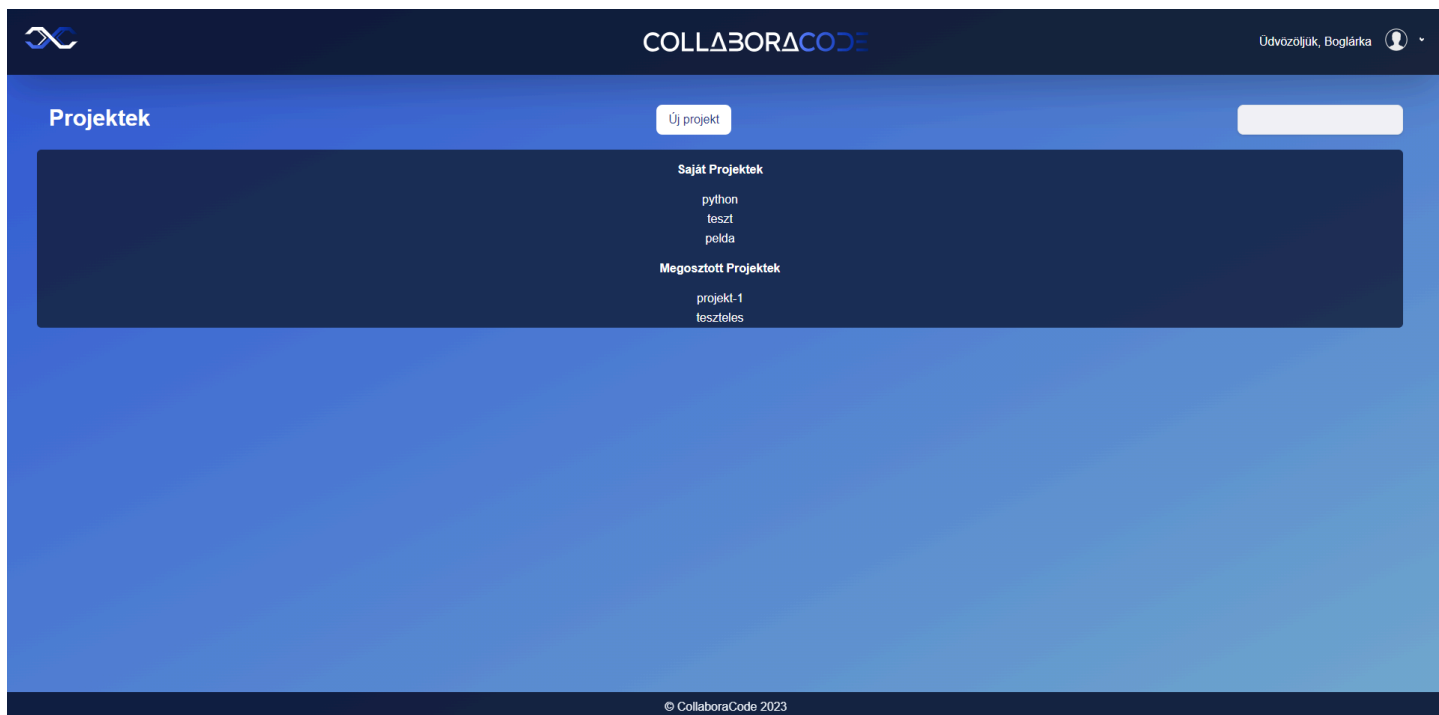 COLLABORACODE
Üdvözöljük, Boglárka
Projektek
Új projekt
Saját Projektek
python
teszt
pelda
Megosztott Projektek
projekt-1
teszteles
© CollaboraCode 2023